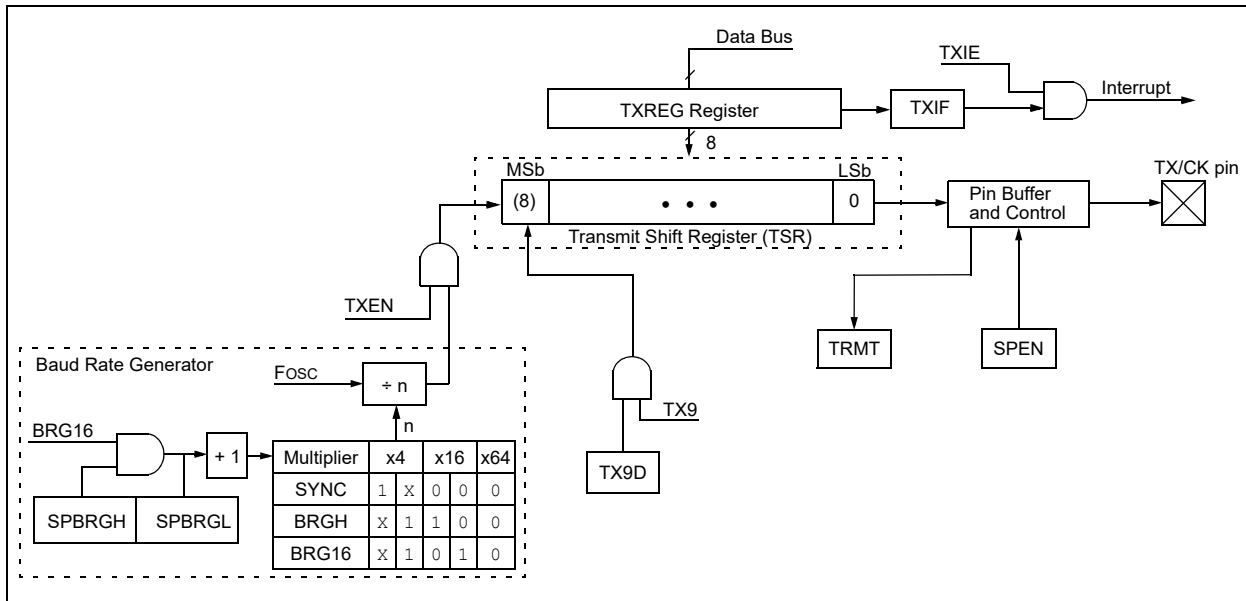 Data Bus
TXIE
Interrupt
TXREG Register
TXIF
8
MSb
LSb
TX/CK pin
(8)
• • •
0
Pin Buffer
and Control
Transmit Shift Register (TSR)
TXEN
TRMT
SPEN
Baud Rate Generator
FOSC
÷ n
TX9
n
BRG16
+ 1
Multiplier x4 x16 x64
TX9D
SYNC 1 X 0 0 0
SPBRGH SPBRGL
BRGH X 1 1 0 0
BRG16 X 1 0 1 0